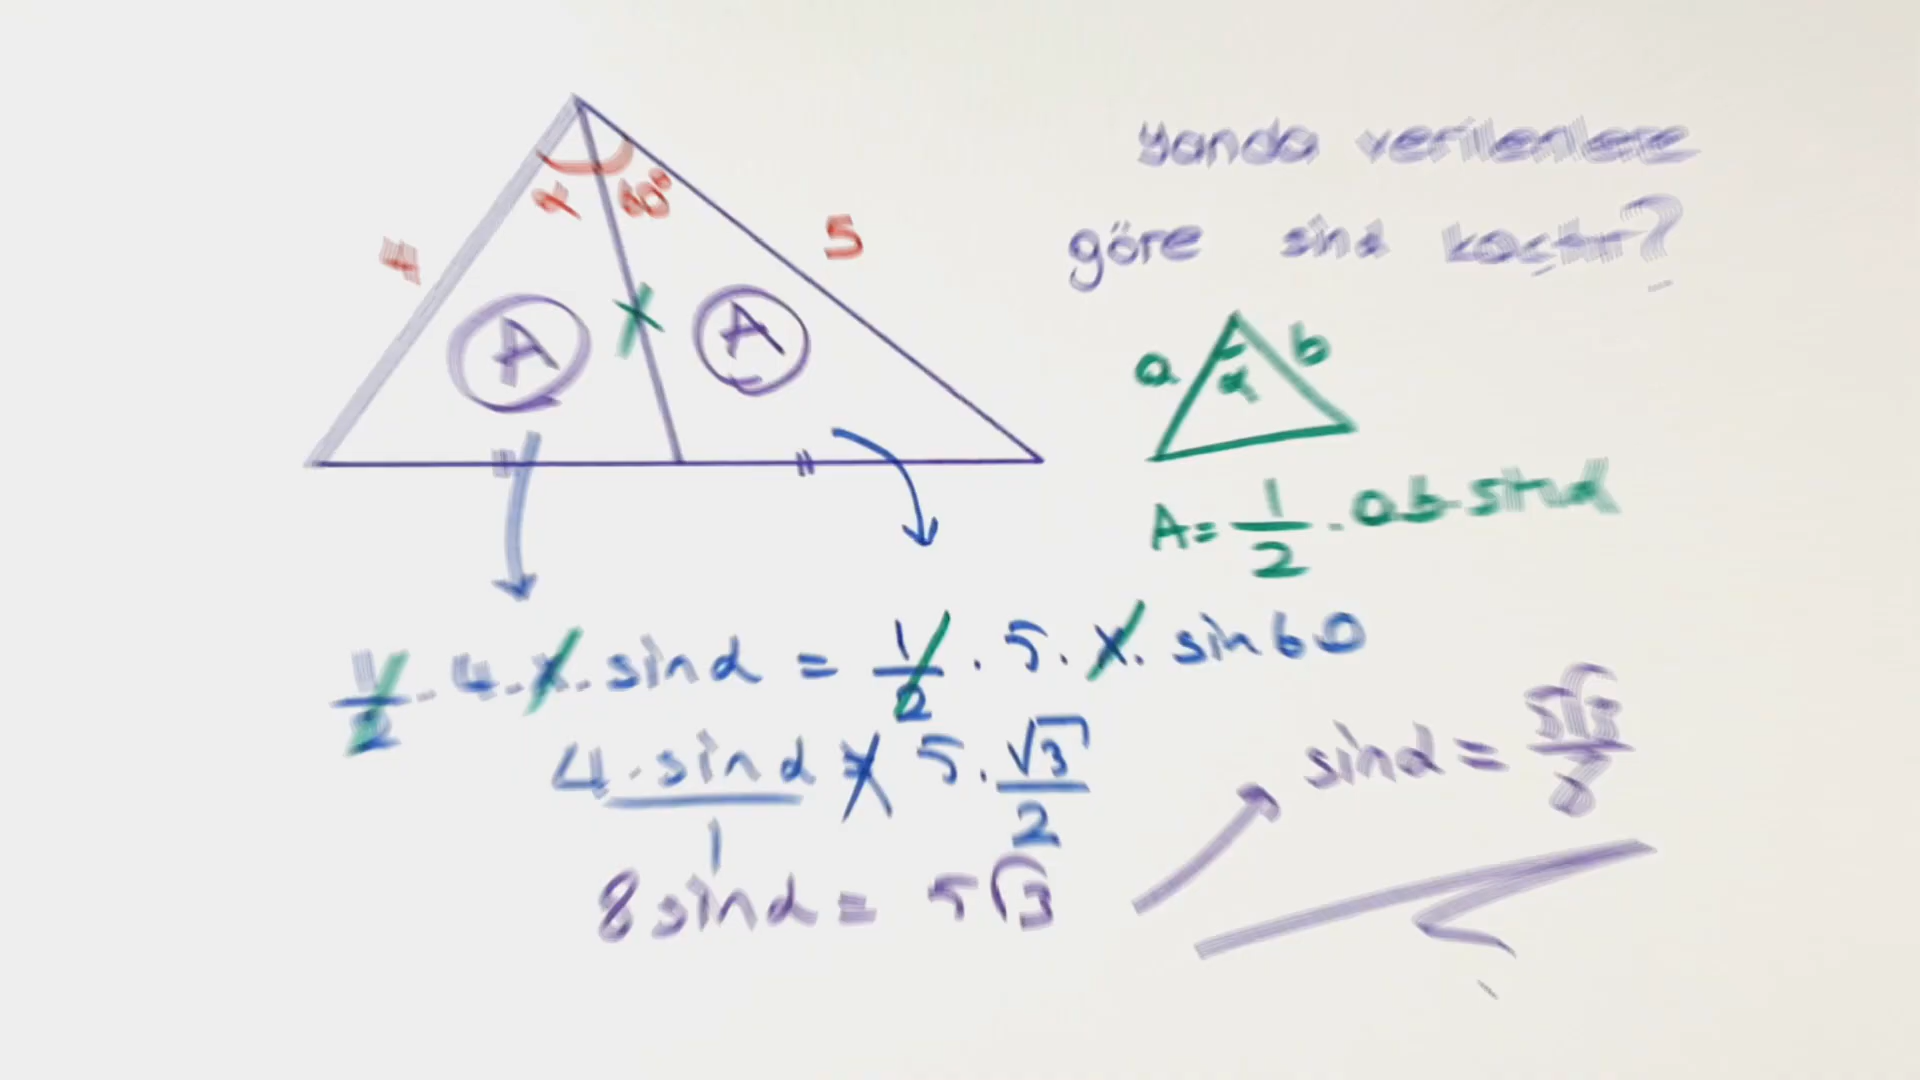 Yanda verilenlere
göre sinα kaçtır?
α 60°
4
5
A
x
A
a
b
α
A = 1/2 · ab sinα
1/2 · 4 · x · sinα = 1/2 · 5 · x · sin60
4 · sinα / 1 = 5 · √3/2
8 sinα = 5√3
sinα = 5√3/8